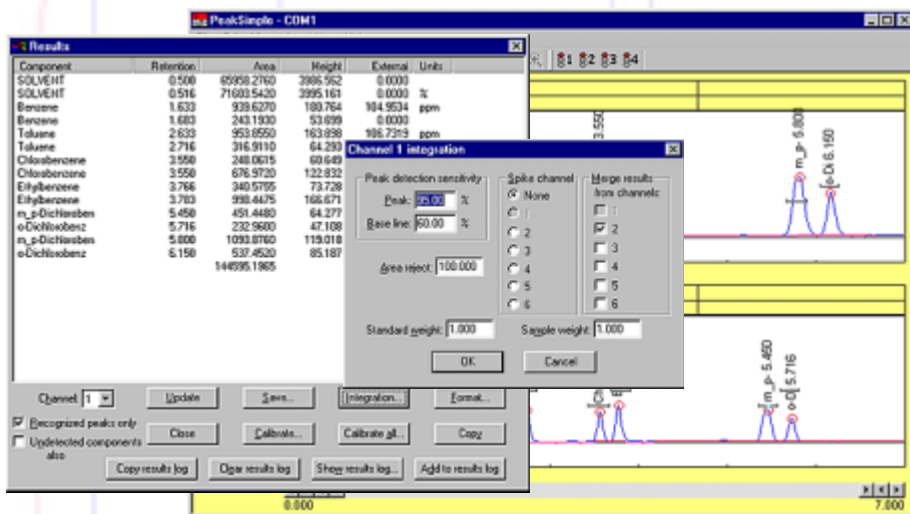 PeakSimple - COM1
1 2 3 4
Results
Component Retention Area Height External Units
SOLVENT 0.500 65958.2760 3986.562 0.0000
SOLVENT 0.516 71603.5420 3995.161 0.0000 %
Benzene 1.633 939.6270 180.764 104.9534 ppm
Benzene 1.683 243.1930 53.699 0.0000
Toluene 2.633 953.8550 163.898 106.7319 ppm
Toluene 2.716 316.9110 64.293
Chlorobenzene 3.550 248.0615 60.649
Chlorobenzene 3.550 676.9720 122.832
Ethylbenzene 3.766 340.5755 73.728
Ethylbenzene 3.783 998.4475 166.671
m_p-Dichloroben 5.450 451.4480 64.277
o-Dichlorobenz 5.716 232.9600 47.108
m_p-Dichloroben 5.800 1093.8760 119.018
o-Dichlorobenz 6.150 537.4520 85.187
144595.1965
Channel: 1
Update
Save...
Integration...
Format...
Recognized peaks only
Undetected components also
Close
Calibrate...
Calibrate all...
Copy
Copy results log
Clear results log
Show results log...
Add to results log
Channel 1 integration
Peak detection sensitivity
Peak: 95.00 %
Base line: 60.00 %
Area reject: 100.000
Spike channel
None
1
2
3
4
5
6
Merge results from channels:
1
2
3
4
5
6
Standard weight: 1.000
Sample weight: 1.000
OK
Cancel
3.550
m_p- 5.800
o-Di 6.150
m_p- 5.450
o-Di 5.716
0.000
7.000